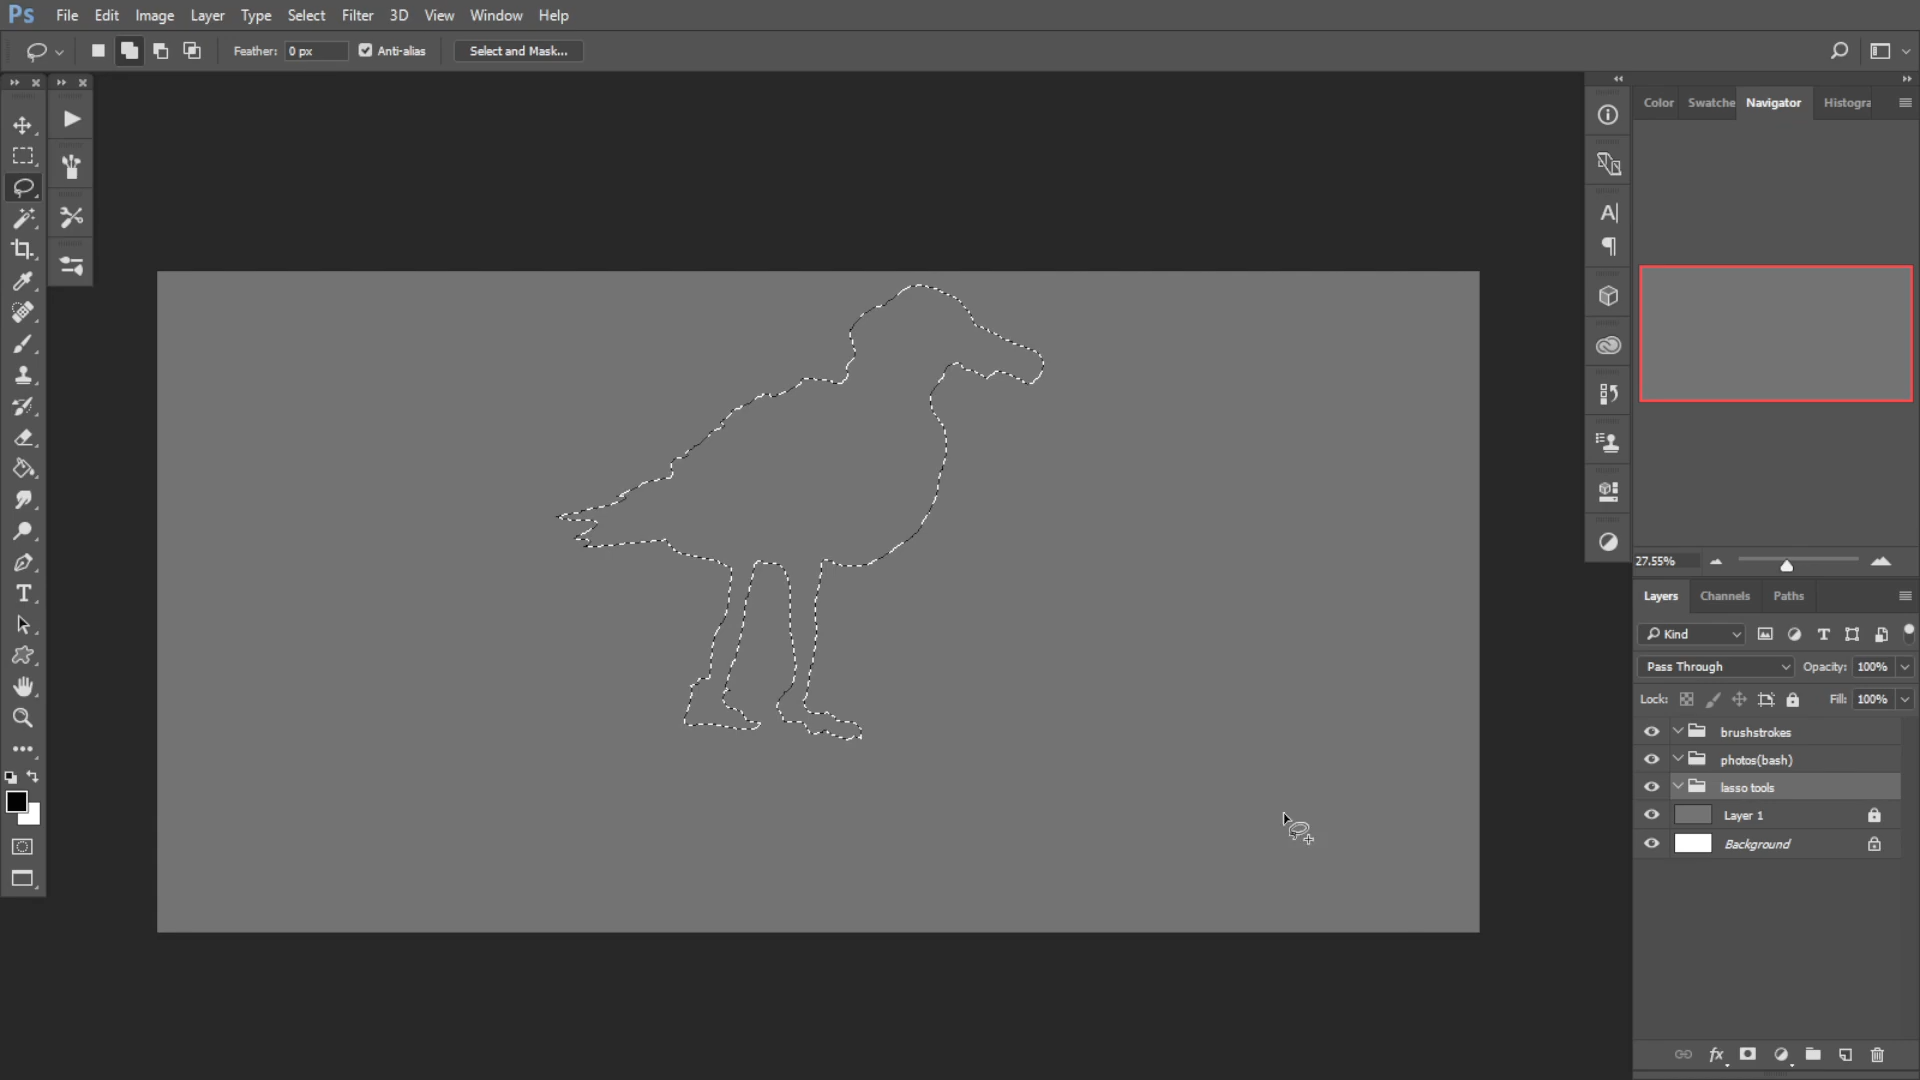 Ps File Edit Image Layer Type Select Filter 3D View Window Help
Feather: 0 px Anti-alias Select and Mask...
Color Swatche Navigator Histogra
27.55%
Layers Channels Paths
Kind
Pass Through Opacity: 100%
Lock: Fill: 100%
brushstrokes
photos(bash)
lasso tools
Layer 1
Background